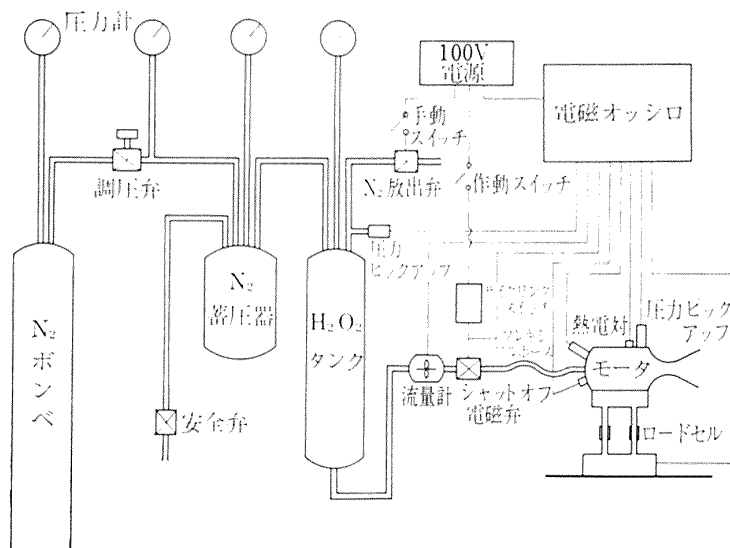 圧力計
100V
電源
電磁オッシロ
手動
スイッチ
調圧弁
N₂放出弁
作動スイッチ
圧力
ピックアップ
N₂
蓄圧器
H₂O₂
タンク
N₂
ボンベ
熱電対
圧力ピック
アップ
モータ
流量計
シャットオフ
電磁弁
安全弁
ロードセル